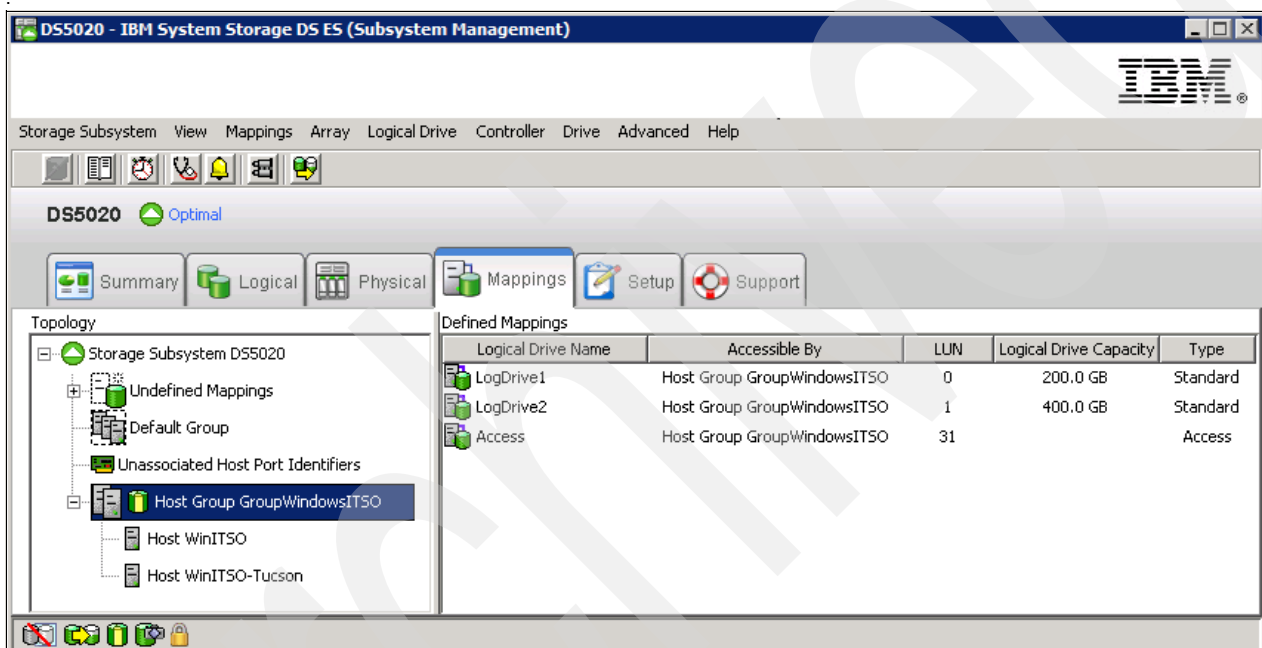 DS5020 - IBM System Storage DS ES (Subsystem Management)
IBM®
Storage Subsystem View Mappings Array Logical Drive Controller Drive Advanced Help
DS5020 Optimal
Summary Logical Physical Mappings Setup Support
Topology
Storage Subsystem DS5020
Undefined Mappings
Default Group
Unassociated Host Port Identifiers
Host Group GroupWindowsITSO
Host WinITSO
Host WinITSO-Tucson
Defined Mappings
Logical Drive Name Accessible By LUN Logical Drive Capacity Type
LogDrive1 Host Group GroupWindowsITSO 0 200.0 GB Standard
LogDrive2 Host Group GroupWindowsITSO 1 400.0 GB Standard
Access Host Group GroupWindowsITSO 31 Access